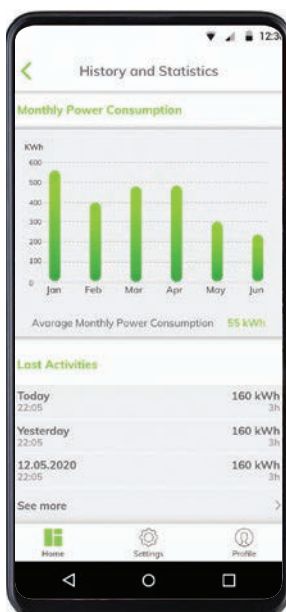 12:3
History and Statistics
Monthly Power Consumption
KWh
600
500
400
300
200
100
0
Jan Feb Mar Apr May Jun
Avarage Monthly Power Consumption 55 kWh
Last Activities
Today 160 kWh
22:05 3h
Yesterday 160 kWh
22:05 3h
12.05.2020 160 kWh
22:05 3h
See more
Home Settings Profile